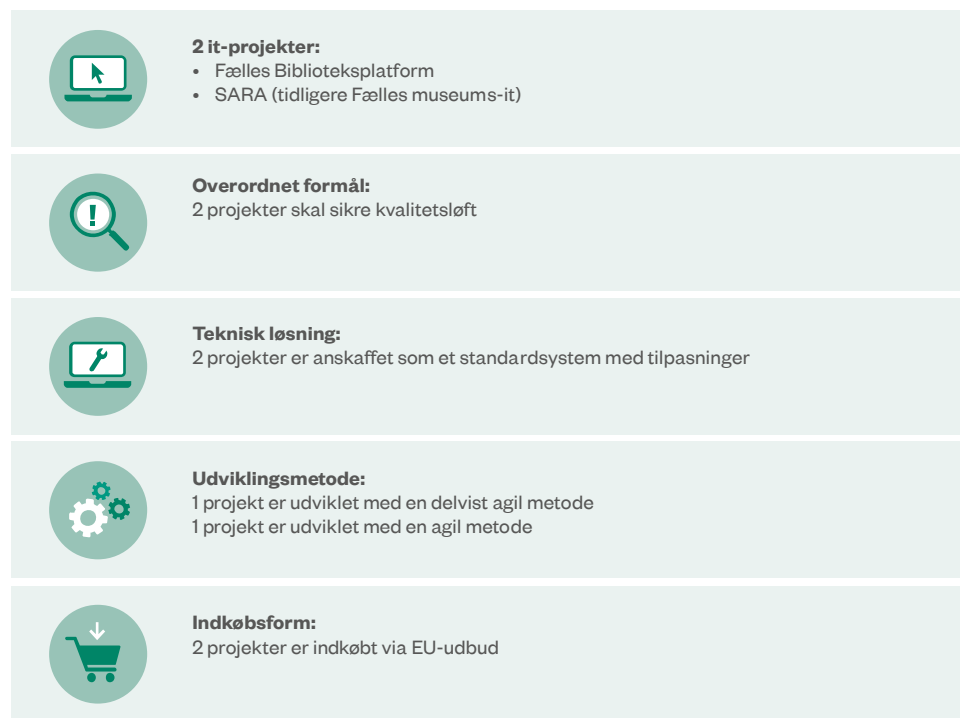 2 it-projekter:
• Fælles Biblioteksplatform
• SARA (tidligere Fælles museums-it)
Overordnet formål:
2 projekter skal sikre kvalitetsløft
Teknisk løsning:
2 projekter er anskaffet som et standardsystem med tilpasninger
Udviklingsmetode:
1 projekt er udviklet med en delvist agil metode
1 projekt er udviklet med en agil metode
Indkøbsform:
2 projekter er indkøbt via EU-udbud